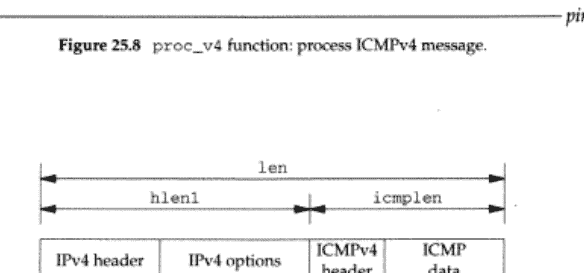 Figure 25.8 proc_v4 function: process ICMPv4 message.
len
hlen1 icmplen
IPv4 header IPv4 options ICMPv4 header ICMP data